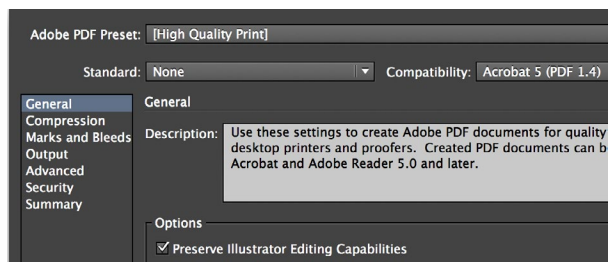 Adobe PDF Preset: [High Quality Print]
Standard: None Compatibility: Acrobat 5 (PDF 1.4)
General
Compression
Marks and Bleeds
Output
Advanced
Security
Summary
General
Description: Use these settings to create Adobe PDF documents for quality
desktop printers and proofers. Created PDF documents can b
Acrobat and Adobe Reader 5.0 and later.
Options
Preserve Illustrator Editing Capabilities